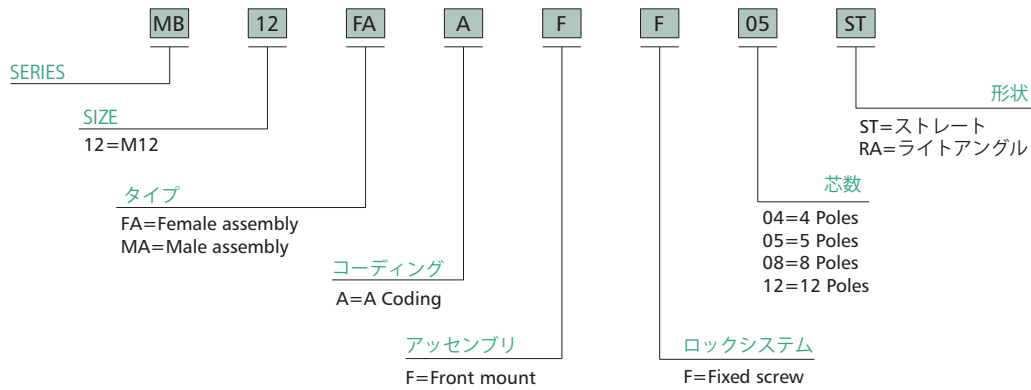 MB 12 FA A F F 05 ST
SERIES
SIZE
12=M12
タイプ
FA=Female assembly
MA=Male assembly
コーディング
A=A Coding
アッセンブリ
F=Front mount
ロックシステム
F=Fixed screw
芯数
04=4 Poles
05=5 Poles
08=8 Poles
12=12 Poles
形状
ST=ストレート
RA=ライトアングル